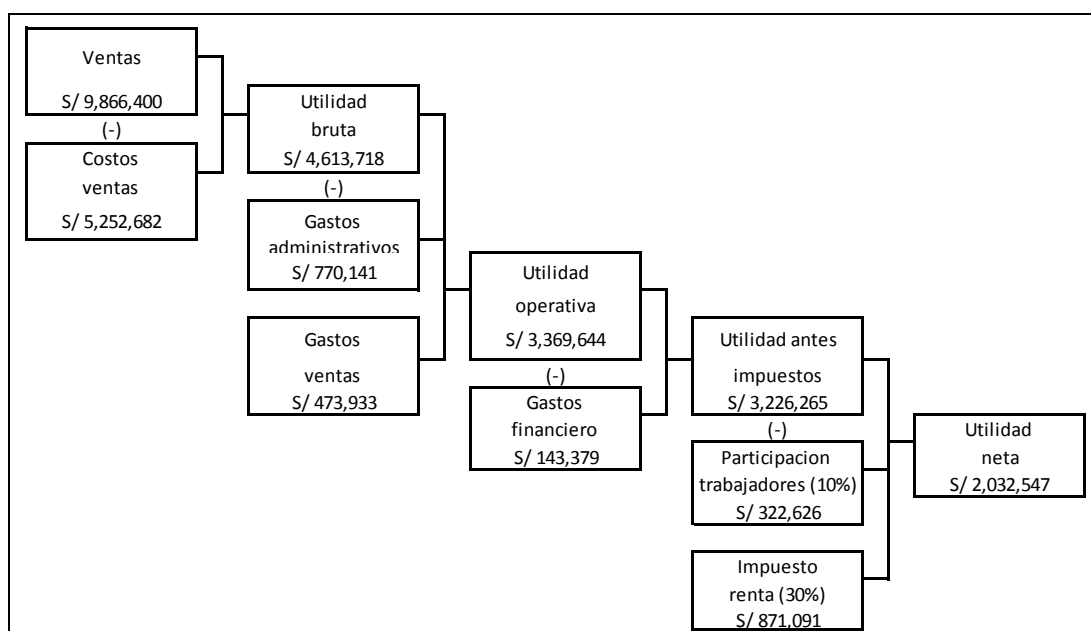 Ventas
S/ 9,866,400
(-)
Costos
ventas
S/ 5,252,682
Utilidad
bruta
S/ 4,613,718
(-)
Gastos
administrativos
S/ 770,141
Gastos
ventas
S/ 473,933
Utilidad
operativa
S/ 3,369,644
(-)
Gastos
financiero
S/ 143,379
Utilidad antes
impuestos
S/ 3,226,265
(-)
Participacion
trabajadores (10%)
S/ 322,626
Impuesto
renta (30%)
S/ 871,091
Utilidad
neta
S/ 2,032,547